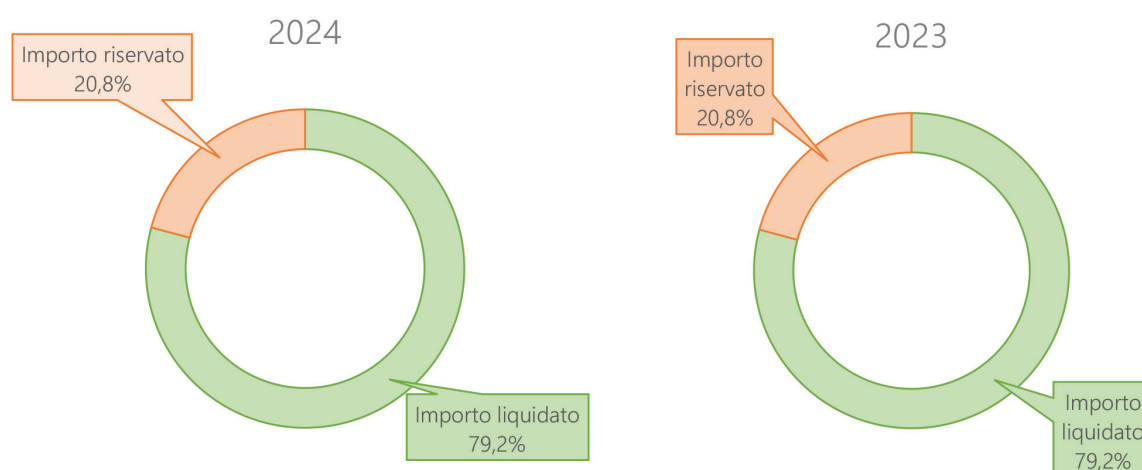 2024
Importo riservato
20,8%
Importo liquidato
79,2%
2023
Importo
riservato
20,8%
Importo
liquidato
79,2%